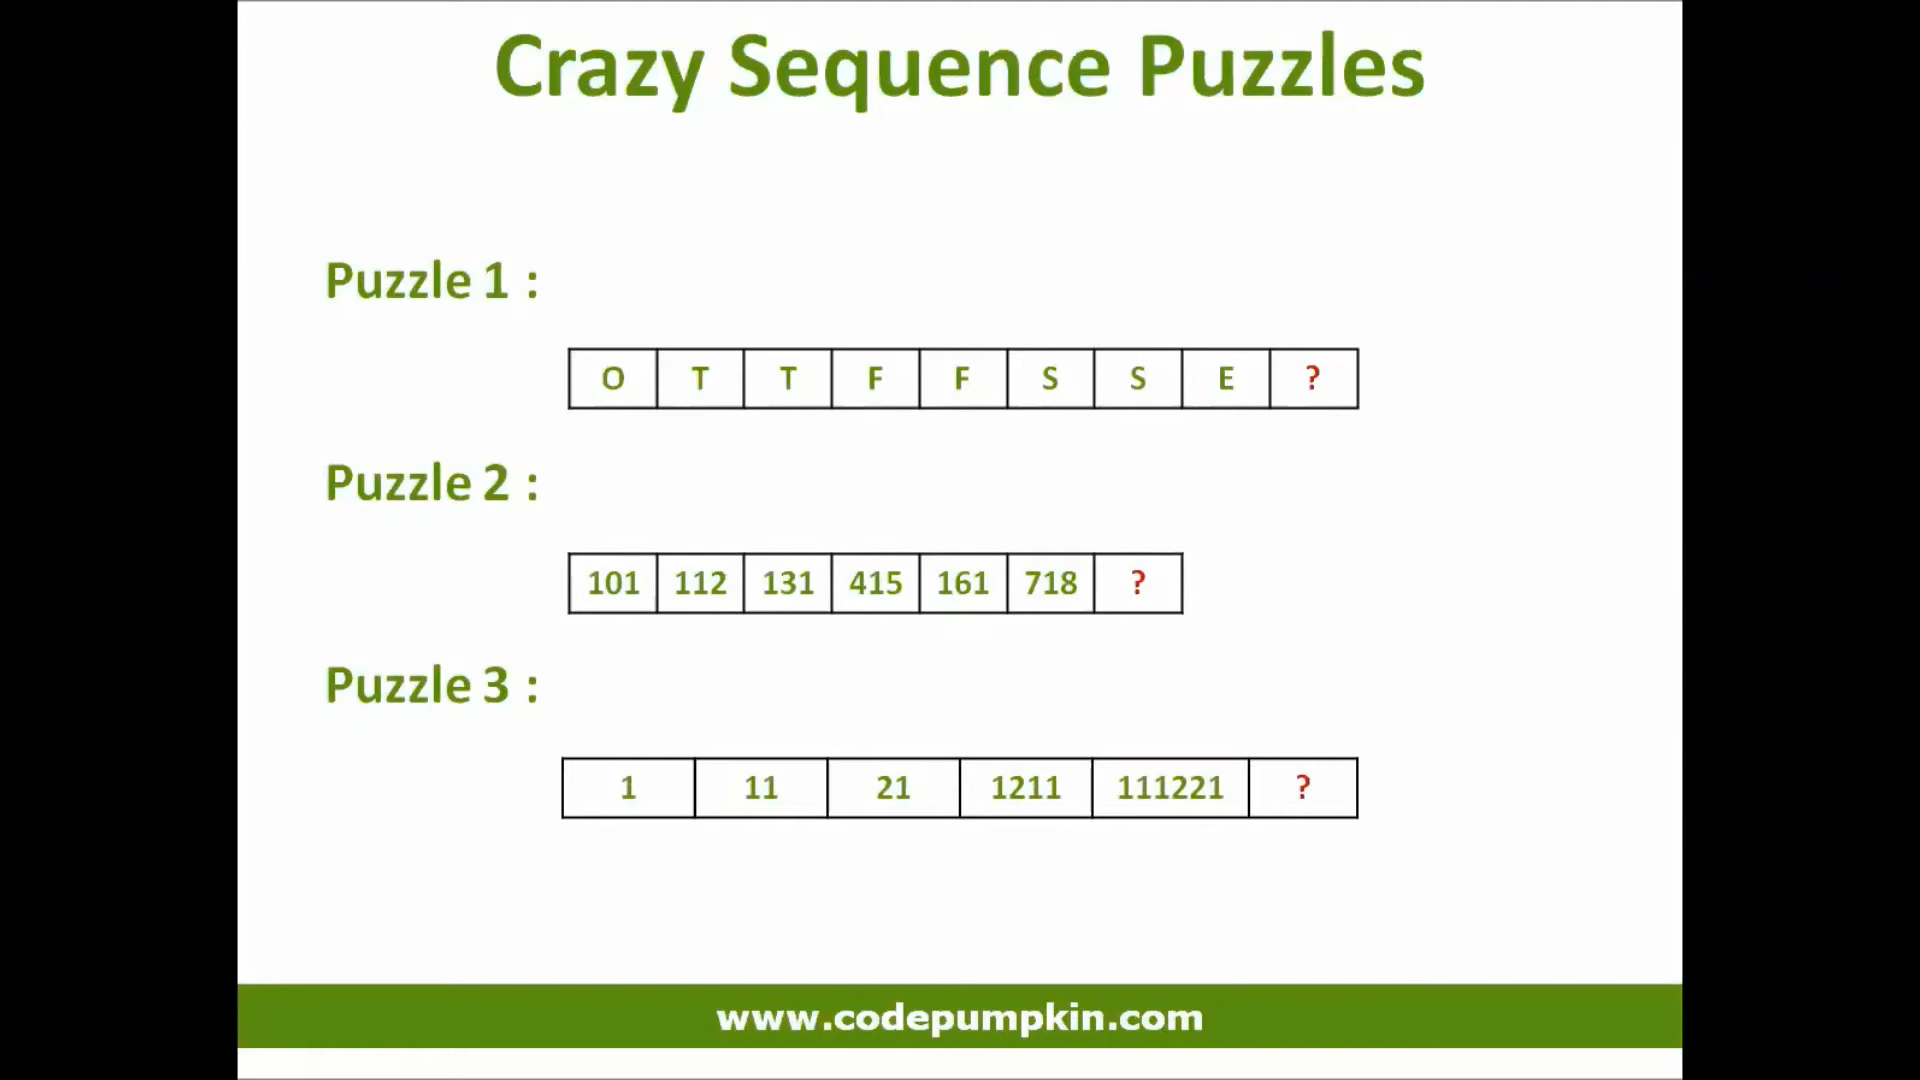 Crazy Sequence Puzzles
Puzzle 1 :
O T T F F S S E ?
Puzzle 2 :
101 112 131 415 161 718 ?
Puzzle 3 :
1 11 21 1211 111221 ?
www.codepumpkin.com